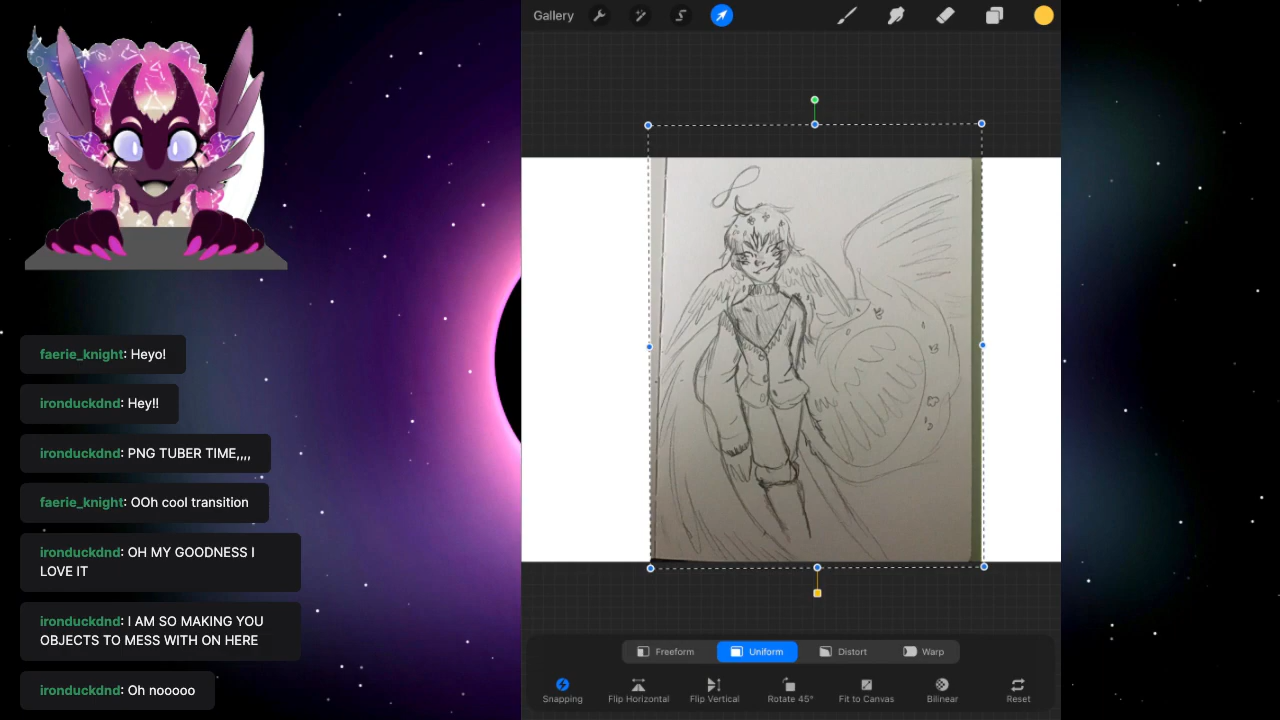 Gallery
faerie_knight: Heyo!
ironduckdnd: Hey!!
ironduckdnd: PNG TUBER TIME,,,,
faerie_knight: OOh cool transition
ironduckdnd: OH MY GOODNESS I
LOVE IT
ironduckdnd: I AM SO MAKING YOU
OBJECTS TO MESS WITH ON HERE
ironduckdnd: Oh nooooo
Freeform Uniform Distort Warp
Snapping Flip Horizontal Flip Vertical Rotate 45° Fit to Canvas Bilinear Reset